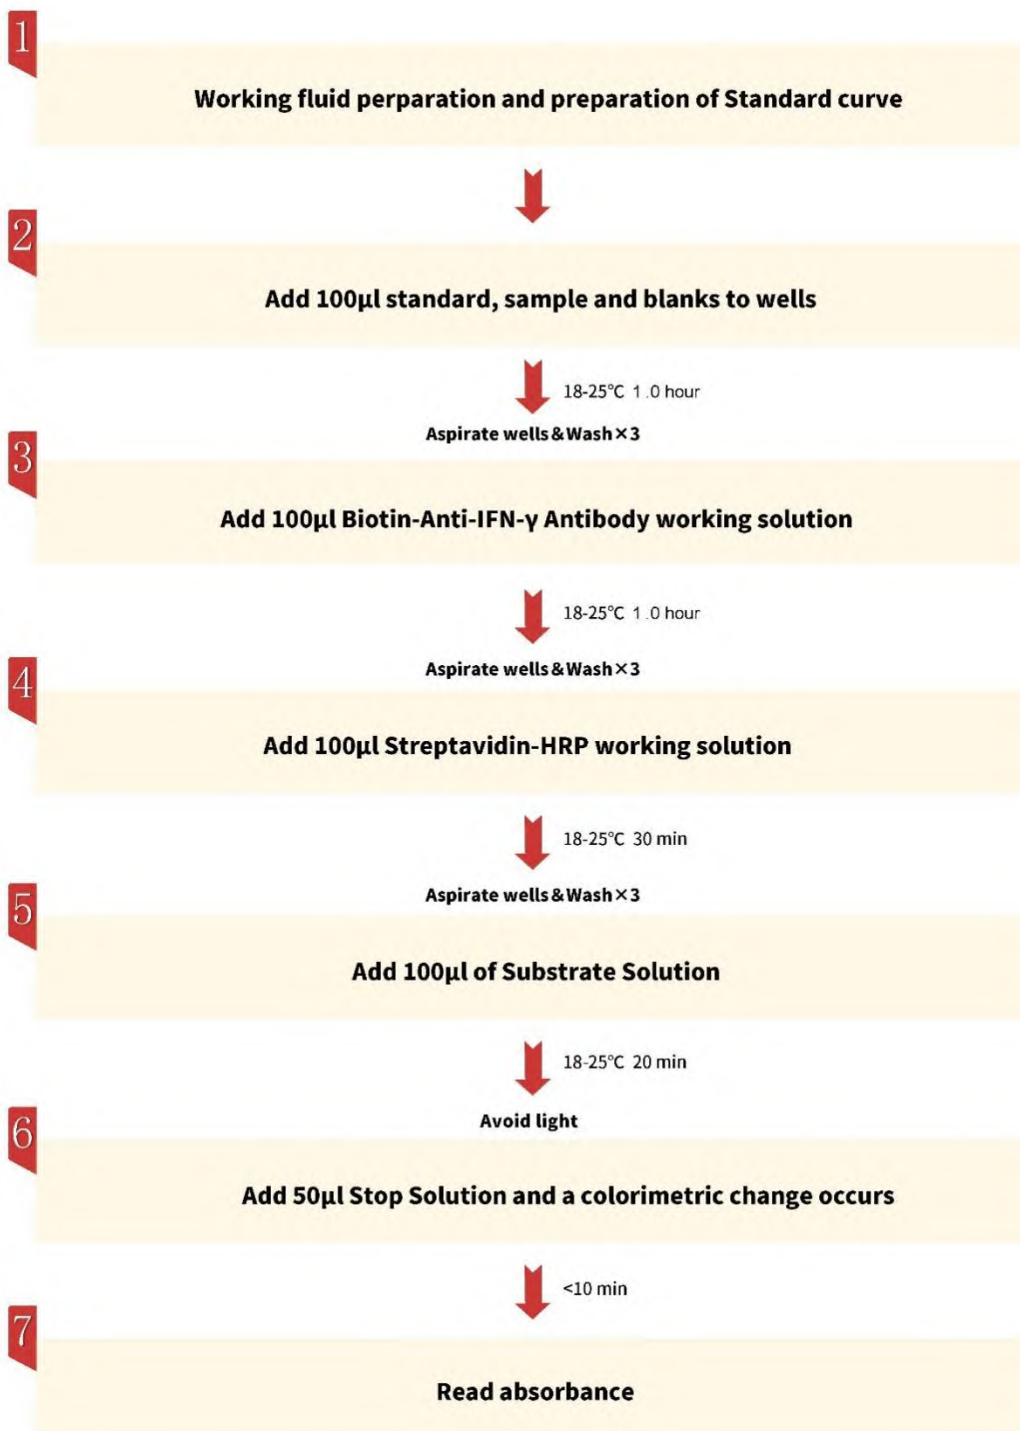 1
Working fluid perparation and preparation of Standard curve
2
Add 100μl standard, sample and blanks to wells
18-25℃ 1.0 hour
Aspirate wells&Wash×3
3
Add 100μl Biotin-Anti-IFN-γ Antibody working solution
18-25℃ 1.0 hour
Aspirate wells&Wash×3
4
Add 100μl Streptavidin-HRP working solution
18-25℃ 30 min
Aspirate wells&Wash×3
5
Add 100μl of Substrate Solution
18-25℃ 20 min
Avoid light
6
Add 50μl Stop Solution and a colorimetric change occurs
<10 min
7
Read absorbance